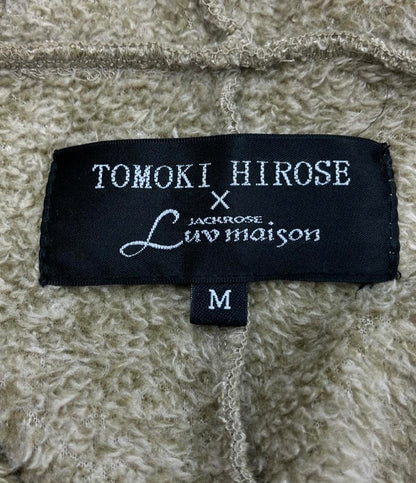 TOMOKI HIROSE
×
JACKROSE
Luv maison
M